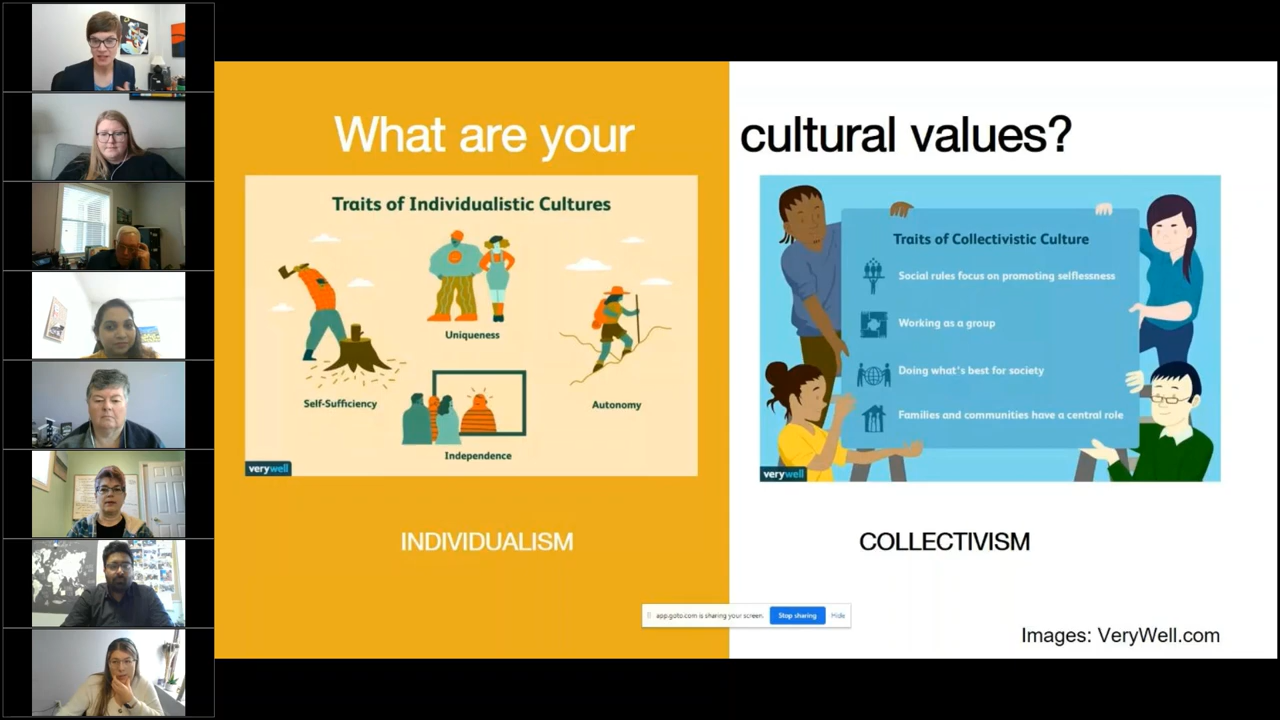 What are your cultural values?
Traits of Individualistic Cultures
Uniqueness
Self-Sufficiency
Autonomy
Independence
verywell
INDIVIDUALISM
Traits of Collectivistic Culture
Social rules focus on promoting selflessness
Working as a group
Doing what's best for society
Families and communities have a central role
verywell
COLLECTIVISM
app.goto.com is sharing your screen. Stop sharing Hide
Images: VeryWell.com